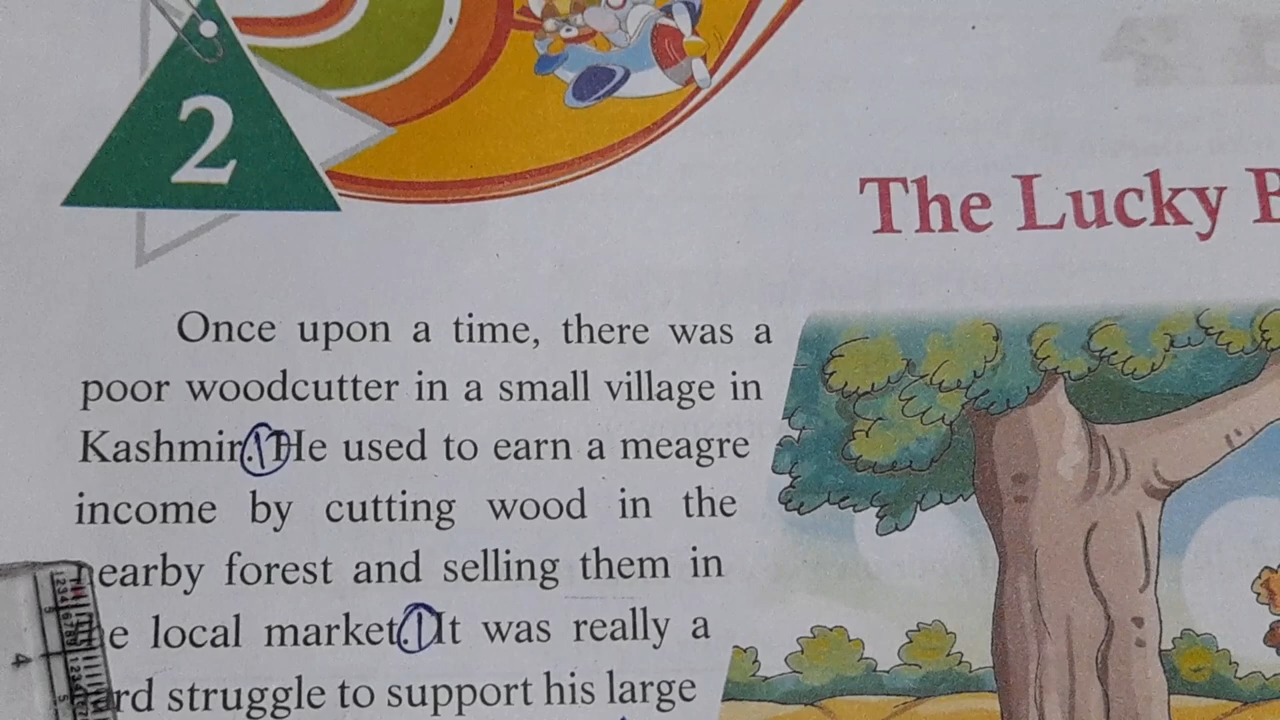 2
The Lucky
Once upon a time, there was a
poor woodcutter in a small village in
Kashmir. He used to earn a meagre
income by cutting wood in the
nearby forest and selling them in
local market. It was really a
struggle to support his large